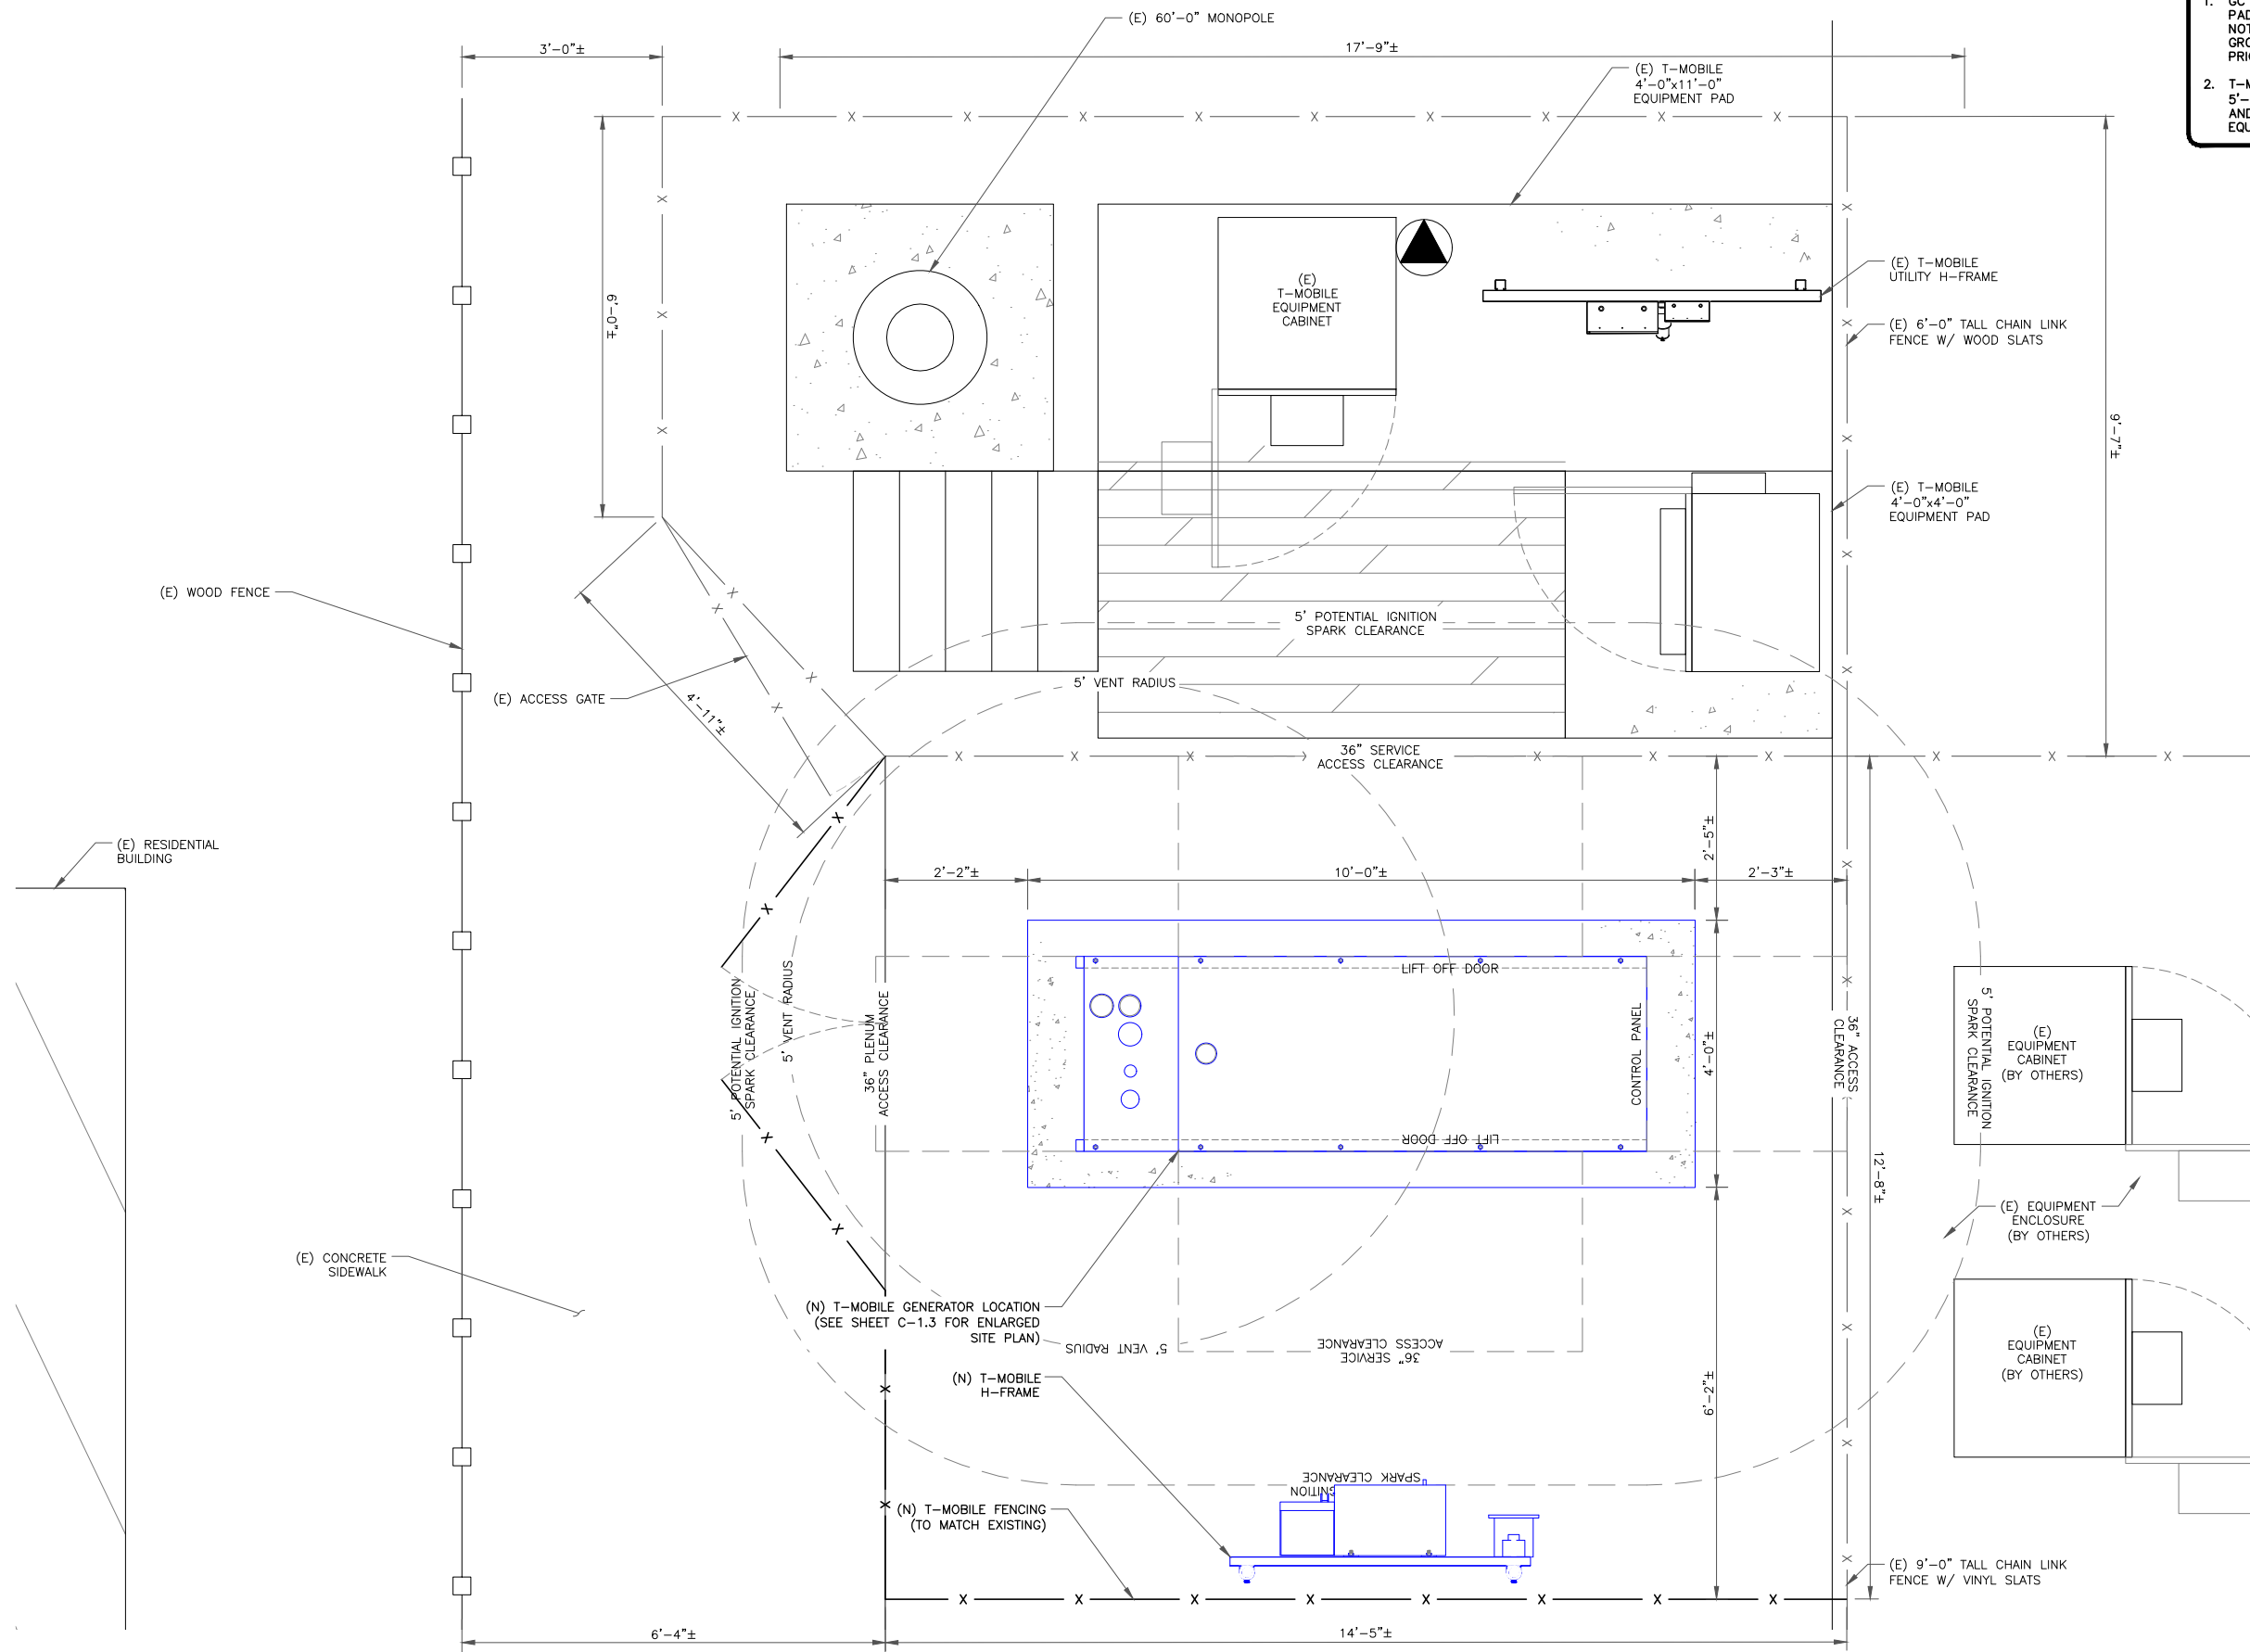 (E) 60'-0" MONOPOLE
3'-0"±
17'-9"±
(E) T-MOBILE
4'-0"x11'-0"
EQUIPMENT PAD
1.
NOT
2.
5'-
6'-0"±
(E)
T-MOBILE
EQUIPMENT
CABINET
(E) T-MOBILE
UTILITY H-FRAME
(E) 6'-0" TALL CHAIN LINK
FENCE W/ WOOD SLATS
9'-7"±
(E) T-MOBILE
4'-0"x4'-0"
EQUIPMENT PAD
(E) WOOD FENCE
(E) ACCESS GATE
4'-11"±
5' POTENTIAL IGNITION
SPARK CLEARANCE
5' VENT RADIUS
36" SERVICE
ACCESS CLEARANCE
(E) RESIDENTIAL
BUILDING
2'-2"±
10'-0"±
2'-3"±
2'-5"±
5' POTENTIAL IGNITION
SPARK CLEARANCE
5' VENT RADIUS
36" PLENUM
ACCESS CLEARANCE
LIFT OFF DOOR
CONTROL PANEL
LIFT OFF DOOR
4'-0"±
36" ACCESS
CLEARANCE
5' POTENTIAL IGNITION
SPARK CLEARANCE
(E)
EQUIPMENT
CABINET
(BY OTHERS)
12'-8"±
(E) EQUIPMENT
ENCLOSURE
(BY OTHERS)
(E) CONCRETE
SIDEWALK
(N) T-MOBILE GENERATOR LOCATION
(SEE SHEET C-1.3 FOR ENLARGED
SITE PLAN)
5' VENT RADIUS
36" SERVICE
ACCESS CLEARANCE
(E)
EQUIPMENT
CABINET
(BY OTHERS)
(N) T-MOBILE
H-FRAME
6'-2"±
SPARK CLEARANCE
(N) T-MOBILE FENCING
(TO MATCH EXISTING)
(E) 9'-0" TALL CHAIN LINK
FENCE W/ VINYL SLATS
6'-4"±
14'-5"±